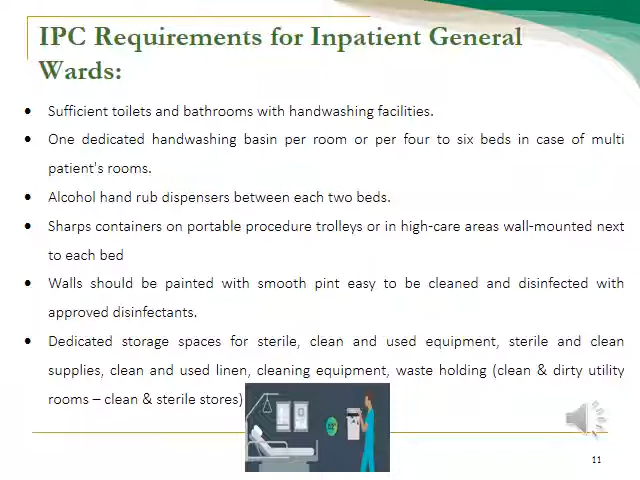 IPC Requirements for Inpatient General
Wards:
• Sufficient toilets and bathrooms with handwashing facilities.
• One dedicated handwashing basin per room or per four to six beds in case of multi
patient's rooms.
• Alcohol hand rub dispensers between each two beds.
• Sharps containers on portable procedure trolleys or in high-care areas wall-mounted next
to each bed
• Walls should be painted with smooth pint easy to be cleaned and disinfected with
approved disinfectants.
• Dedicated storage spaces for sterile, clean and used equipment, sterile and clean
supplies, clean and used linen, cleaning equipment, waste holding (clean & dirty utility
rooms – clean & sterile stores)
11